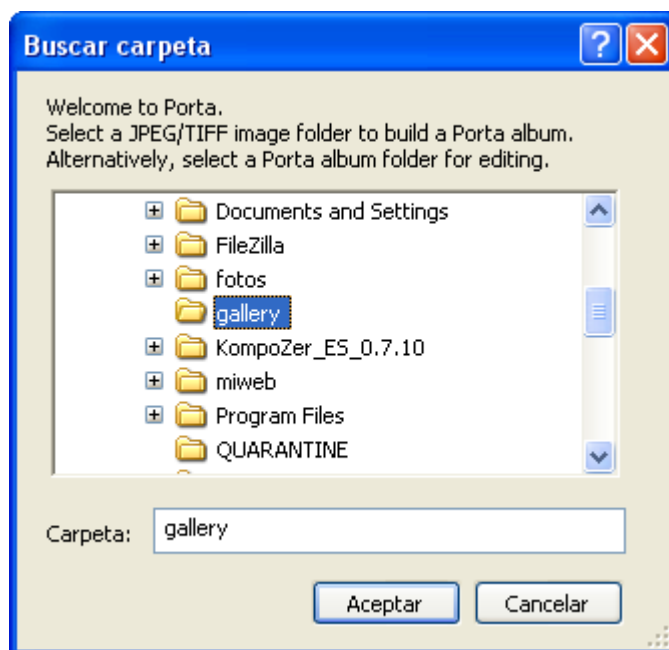 Buscar carpeta
Welcome to Porta.
Select a JPEG/TIFF image folder to build a Porta album.
Alternatively, select a Porta album folder for editing.
Documents and Settings
FileZilla
fotos
gallery
KompoZer_ES_0.7.10
miweb
Program Files
QUARANTINE
Carpeta: gallery
Aceptar Cancelar